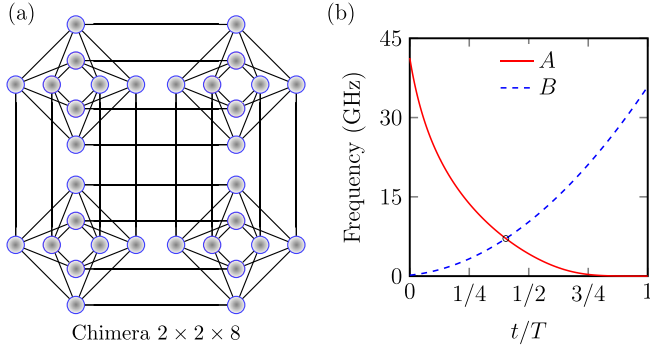 (a)
Chimera 2 × 2 × 8
(b)
45
30
15
0
Frequency (GHz)
A
B
0
1/4
1/2
3/4
1
t/T